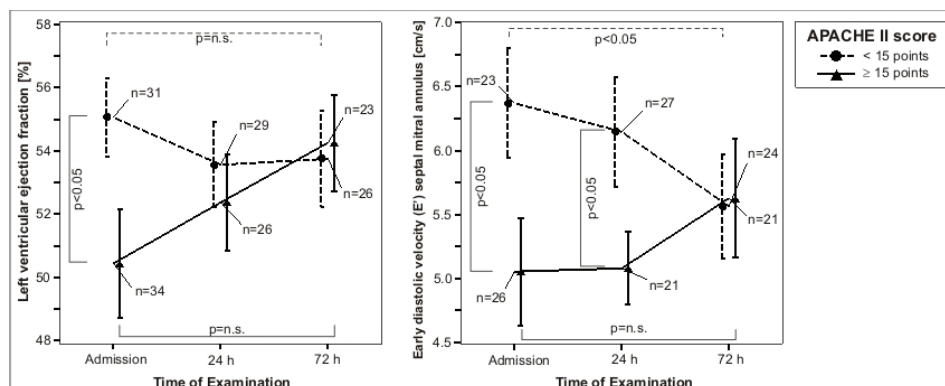 Left ventricular ejection fraction [%]
58
56
54
52
50
48
p=n.s.
n=31
n=29
n=23
n=26
n=26
n=34
p<0.05
p=n.s.
Admission
24 h
72 h
Time of Examination
Early diastolic velocity (E') septal mitral annulus [cm/s]
7.0
6.5
6.0
5.5
5.0
4.5
p<0.05
n=23
n=27
n=24
n=21
n=26
n=21
p<0.05
p<0.05
p=n.s.
Admission
24 h
72 h
Time of Examination
APACHE II score
< 15 points
≥ 15 points